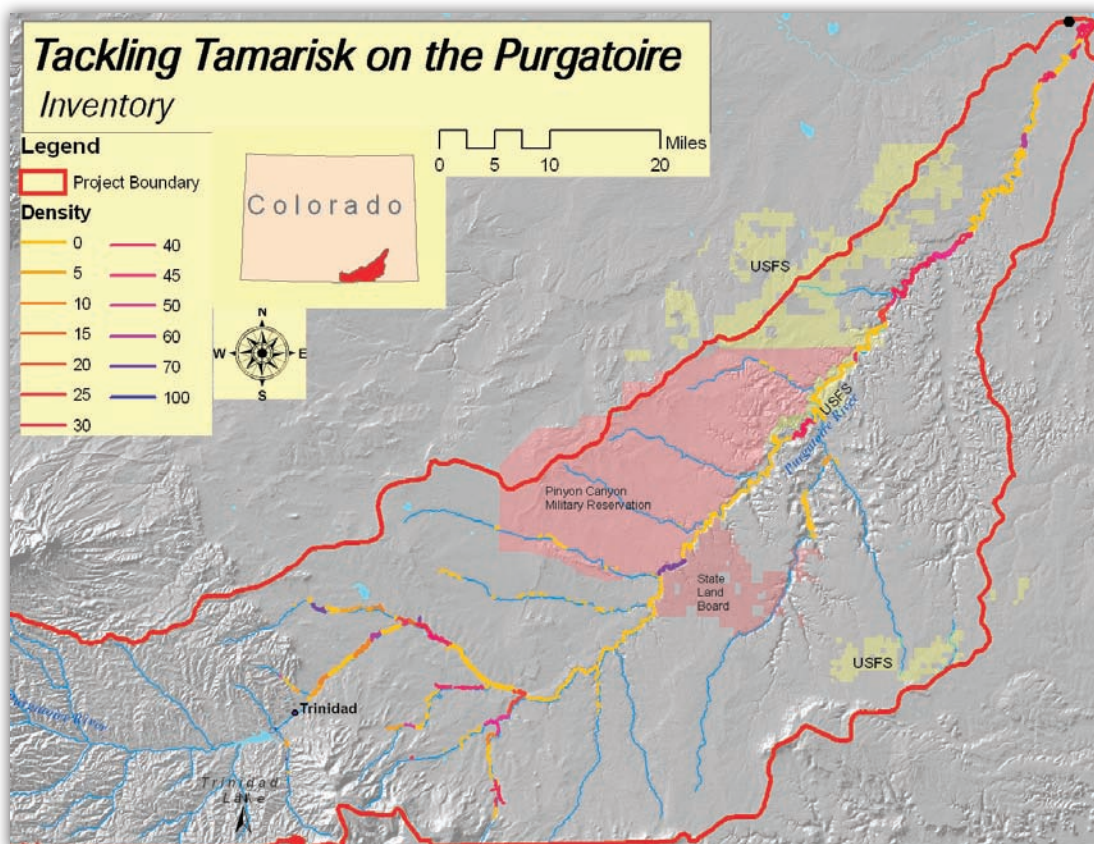 Tackling Tamarisk on the Purgatoire
Inventory
Legend
Project Boundary
Density
0
5
10
15
20
25
30
40
45
50
60
70
100
Colorado
0 5 10 20
Miles
N
W E
S
USFS
USFS
Purgatoire River
Pinyon Canyon
Military Reservation
State
Land
Board
USFS
Trinidad
River
Trinidad
Lake